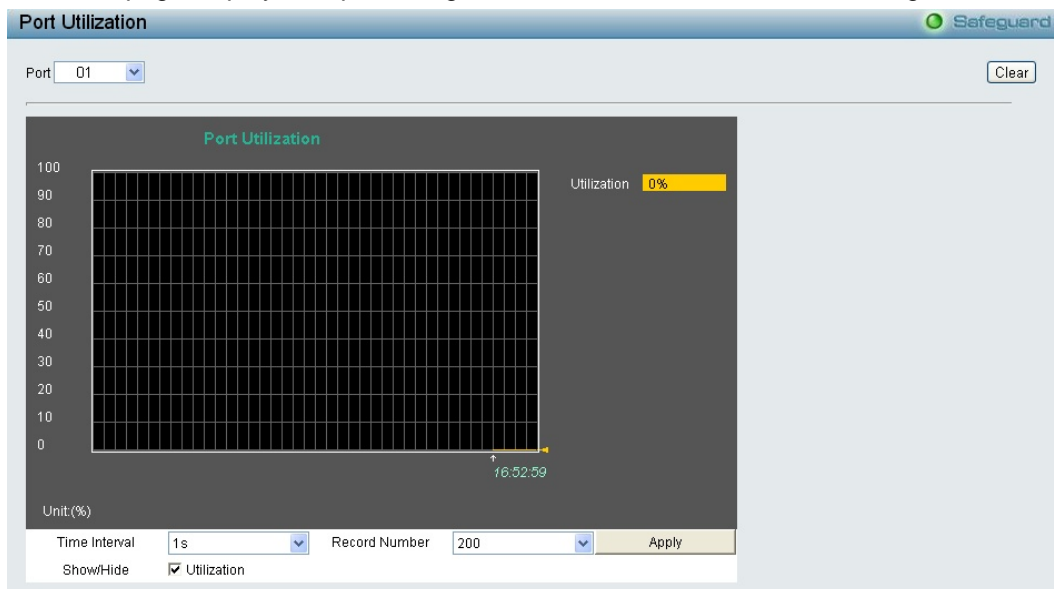 Port Utilization
Safeguard
Port 01
Clear
Port Utilization
100
90
80
70
60
50
40
30
20
10
0
Utilization 0%
16:52:59
Unit:(%)
Time Interval 1s Record Number 200 Apply
Show/Hide Utilization